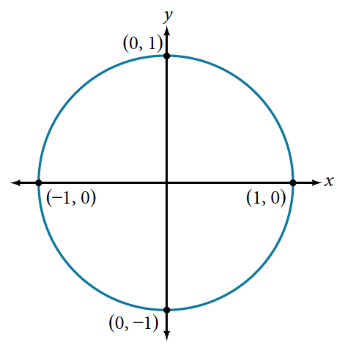 y
(0, 1)
x
(−1, 0)
(1, 0)
(0, −1)